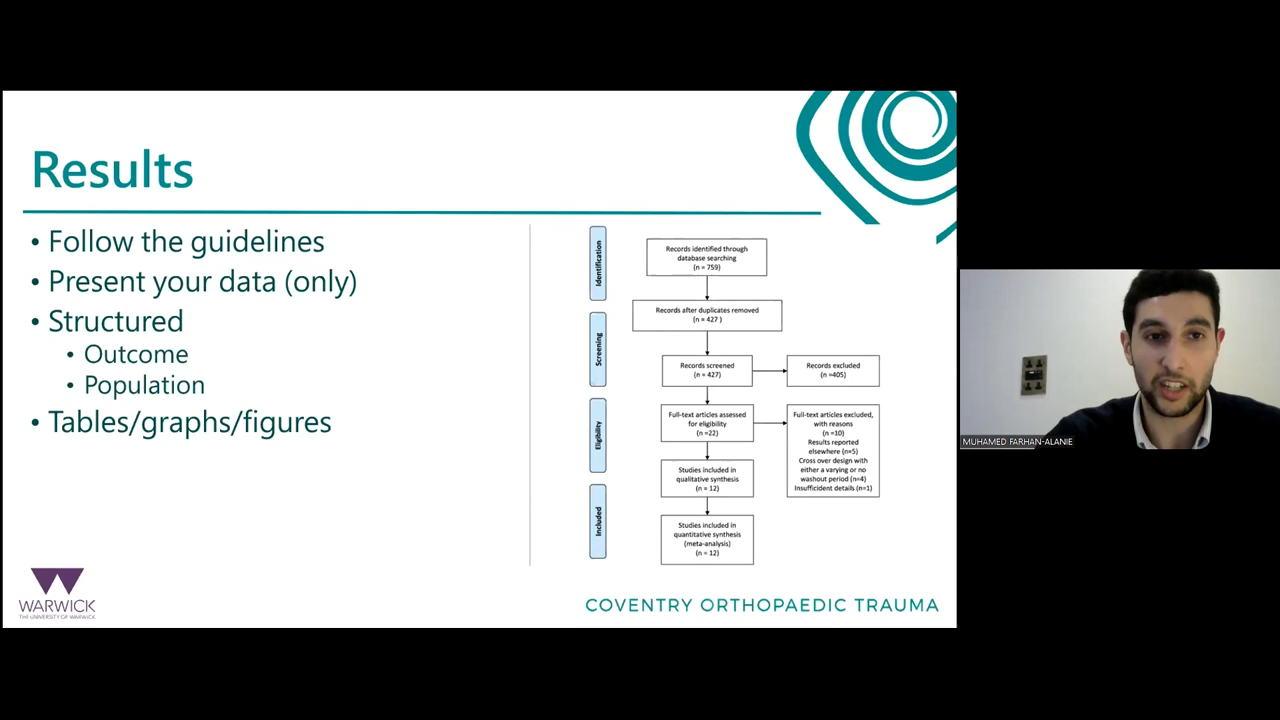 Results
• Follow the guidelines
• Present your data (only)
• Structured
• Outcome
• Population
• Tables/graphs/figures
Identification
Records identified through
database searching
(n = 759)
Records after duplicates removed
(n = 427 )
Screening
Records screened
(n = 427)
Records excluded
(n =405)
Eligibility
Full-text articles assessed
for eligibility
(n =22)
Full-text articles excluded,
with reasons
(n =10)
Results reported
elsewhere (n=5)
Cross over design with
either a varying or no
washout period (n=4)
Insufficident details (n=1)
Studies included in
qualitative synthesis
(n = 12)
Included
Studies included in
quantitative synthesis
(meta-analysis)
(n = 12)
WARWICK
THE UNIVERSITY OF WARWICK
COVENTRY ORTHOPAEDIC TRAUMA
MUHAMED FARHAN-ALANIE